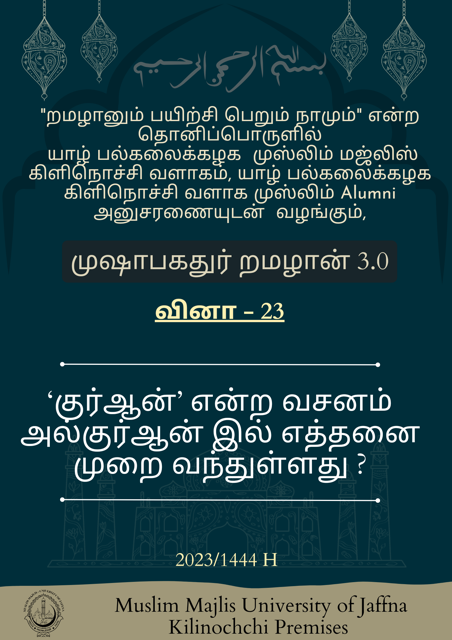 بسم الله الرحمن الرحيم
"றமழானும் பயிற்சி பெறும் நாமும்" என்ற
தொனிப்பொருளில்
யாழ் பல்கலைக்கழக முஸ்லிம் மஜ்லிஸ்
கிளிநொச்சி வளாகம், யாழ் பல்கலைக்கழக
கிளிநொச்சி வளாக முஸ்லிம் Alumni
அனுசரணையுடன் வழங்கும்,
முஷாபகதுர் றமழான் 3.0
வினா - 23
‘குர்ஆன்’ என்ற வசனம்
அல்குர்ஆன் இல் எத்தனை
முறை வந்துள்ளது ?
2023/1444 H
Muslim Majlis University of Jaffna
Kilinochchi Premises